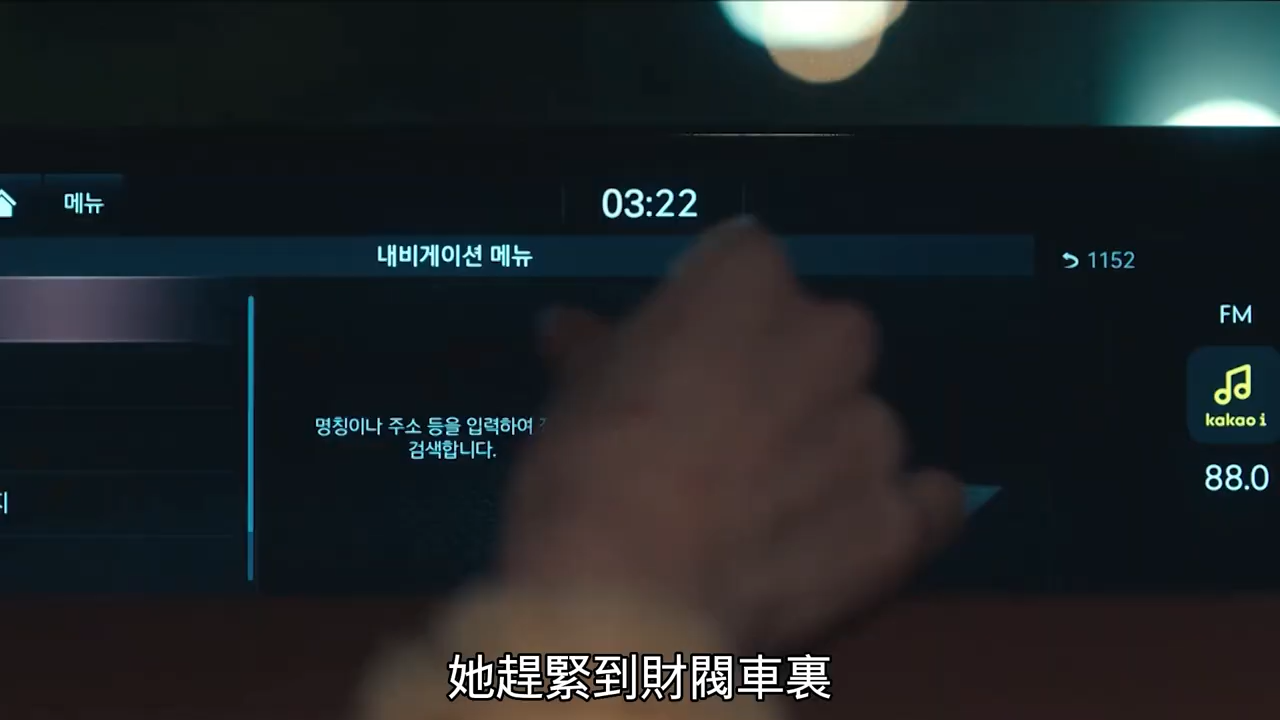 메뉴
03:22
내비게이션 메뉴
1152
FM
kakao i
88.0
명칭이나 주소 등을 입력하여
검색합니다.
지
她趕緊到財閥車裏